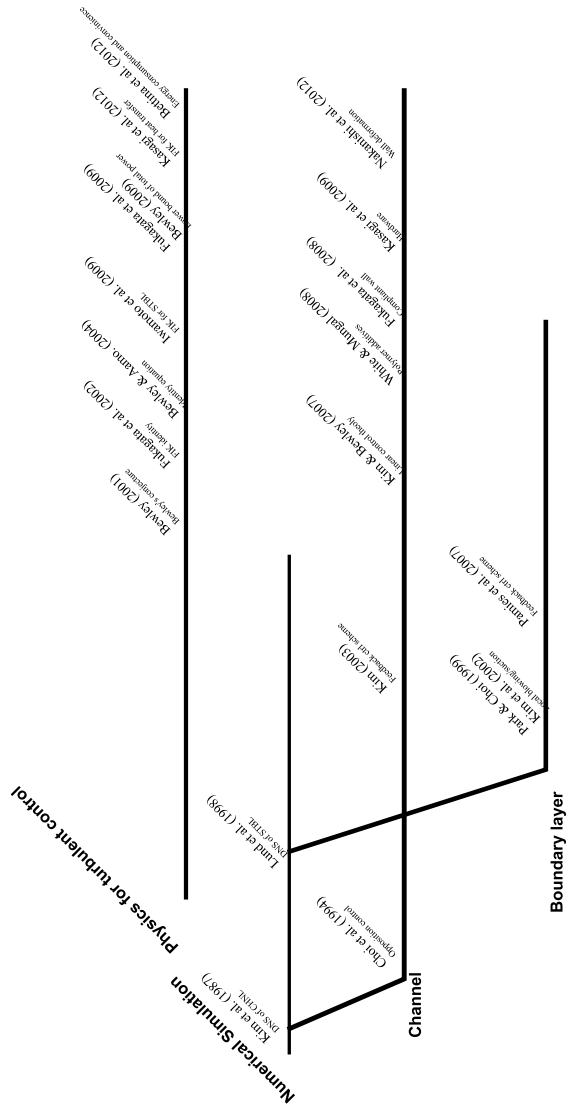 Physics for turbulent control
Bewley (2001)
Bewley's conjecture
Fukagata et al. (2002)
FIK identity
Bewley & Aamo. (2004)
Identity equation
Iwamoto et al. (2009)
FIK for STBL
Fukagata et al. (2009)
Bewley (2009)
Lower bound of total power
Kasagi et al. (2012)
FIK for heat transfer
Bettina et al. (2012)
Energy consumption and convinience
Numerical Simulation
Kim et al. (1987)
DNS of CHNL
Lund et al. (1998)
DNS of STBL
Channel
Choi et al. (1994)
Opposition control
Kim (2003)
Feedback ctrl scheme
Kim & Bewley (2007)
Linear control theoly
White & Mungal (2008)
Polymer additives
Fukagata et al. (2008)
Compliant wall
Kasagi et al. (2009)
Hardware
Nakanishi et al. (2012)
Wall deformation
Boundary layer
Park & Choi (1999)
Kim et al. (2002)
Local blowing/suction
Pamies et al. (2007)
Feedback ctrl scheme